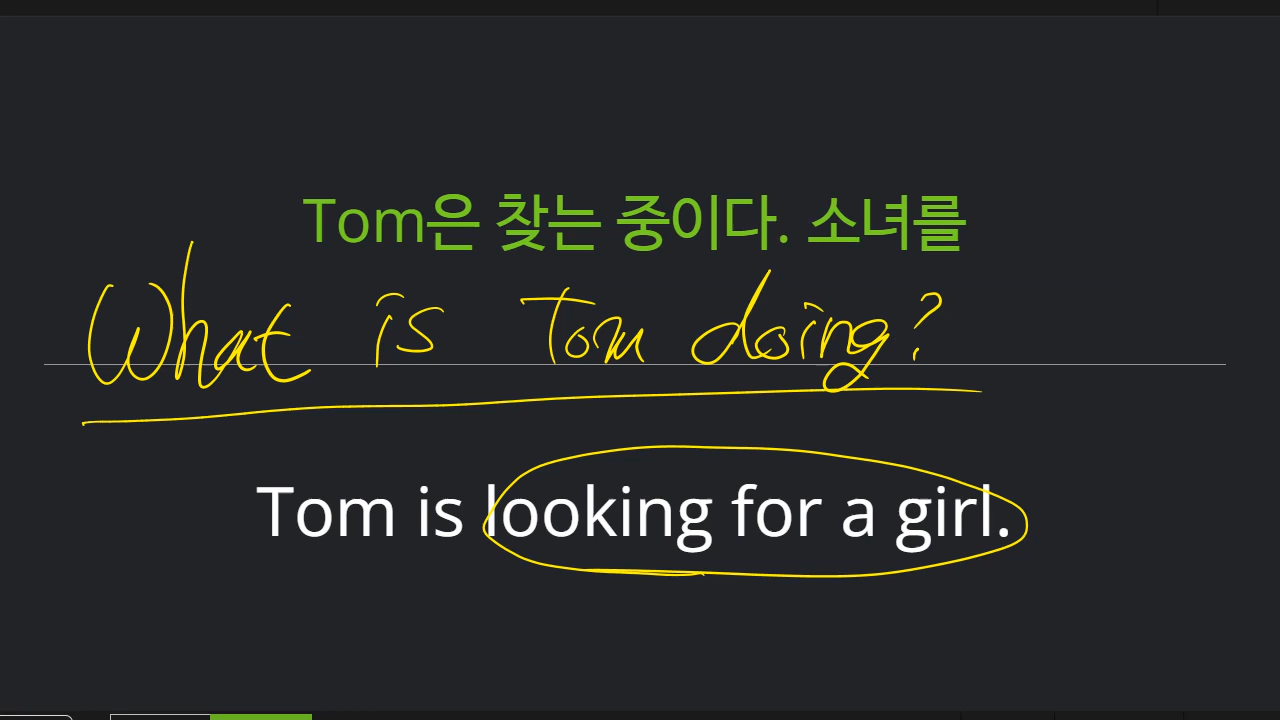 Tom은 찾는 중이다. 소녀를
What is Tom doing?
Tom is looking for a girl.